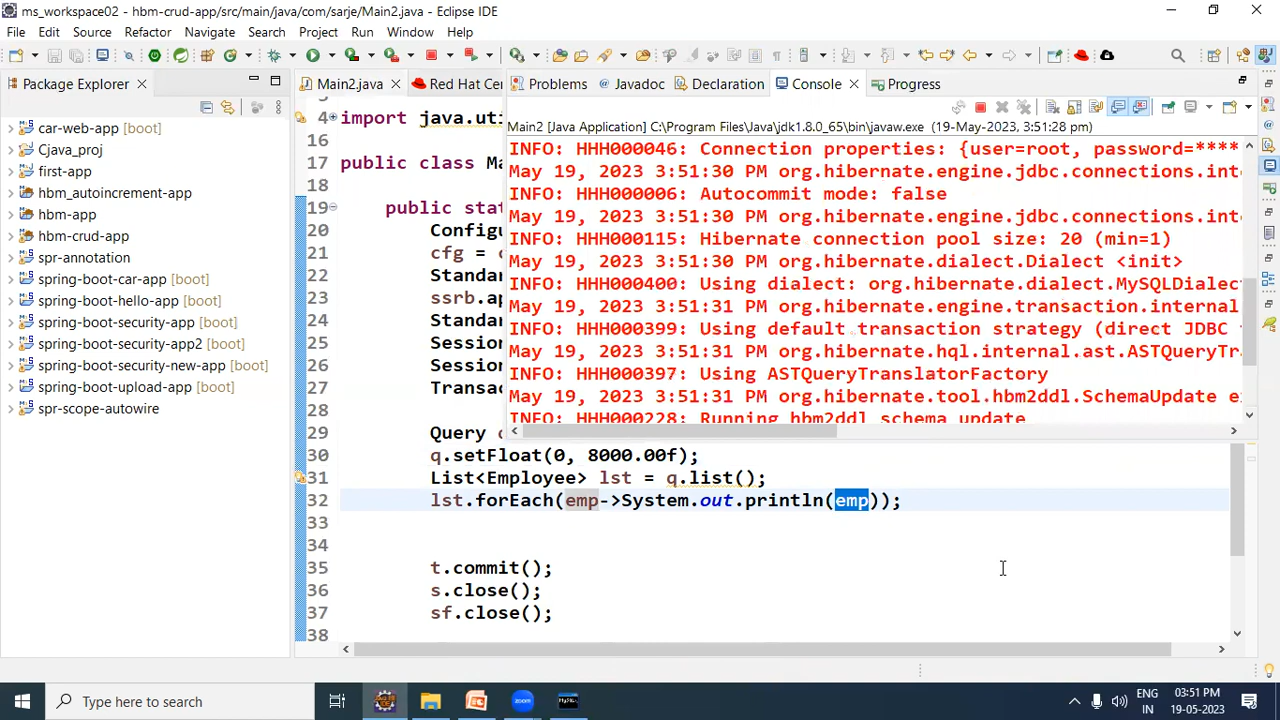 ms_workspace02 - hbm-crud-app/src/main/java/com/sarje/Main2.java - Eclipse IDE
File Edit Source Refactor Navigate Search Project Run Window Help
Package Explorer
car-web-app [boot]
Cjava_proj
first-app
hbm_autoincrement-app
hbm-app
hbm-crud-app
spr-annotation
spring-boot-car-app [boot]
spring-boot-hello-app [boot]
spring-boot-security-app [boot]
spring-boot-security-app2 [boot]
spring-boot-security-new-app [boot]
spring-boot-upload-app [boot]
spr-scope-autowire
Main2.java Red Hat Cen
4 import java.uti
16
17 public class Ma
18
19 public stat
20 Configu
21 cfg = c
22 Standar
23 ssrb.ap
24 Standar
25 Session
26 Session
27 Transac
28
29 Query
30 q.setFloat(0, 8000.00f);
31 List<Employee> lst = q.list();
32 lst.forEach(emp->System.out.println(emp));
33
34
35 t.commit();
36 s.close();
37 sf.close();
38
Problems Javadoc Declaration Console Progress
Main2 [Java Application] C:\Program Files\Java\jdk1.8.0_65\bin\javaw.exe (19-May-2023, 3:51:28 pm)
INFO: HHH000046: Connection properties: {user=root, password=****
May 19, 2023 3:51:30 PM org.hibernate.engine.jdbc.connections.inte
INFO: HHH000006: Autocommit mode: false
May 19, 2023 3:51:30 PM org.hibernate.engine.jdbc.connections.inte
INFO: HHH000115: Hibernate connection pool size: 20 (min=1)
May 19, 2023 3:51:30 PM org.hibernate.dialect.Dialect <init>
INFO: HHH000400: Using dialect: org.hibernate.dialect.MySQLDialect
May 19, 2023 3:51:31 PM org.hibernate.engine.transaction.internal
INFO: HHH000399: Using default transaction strategy (direct JDBC
May 19, 2023 3:51:31 PM org.hibernate.hql.internal.ast.ASTQueryTr
INFO: HHH000397: Using ASTQueryTranslatorFactory
May 19, 2023 3:51:31 PM org.hibernate.tool.hbm2ddl.SchemaUpdate e
INFO: HHH000228: Running hbm2ddl schema update
Type here to search
ENG
IN
03:51 PM
19-05-2023